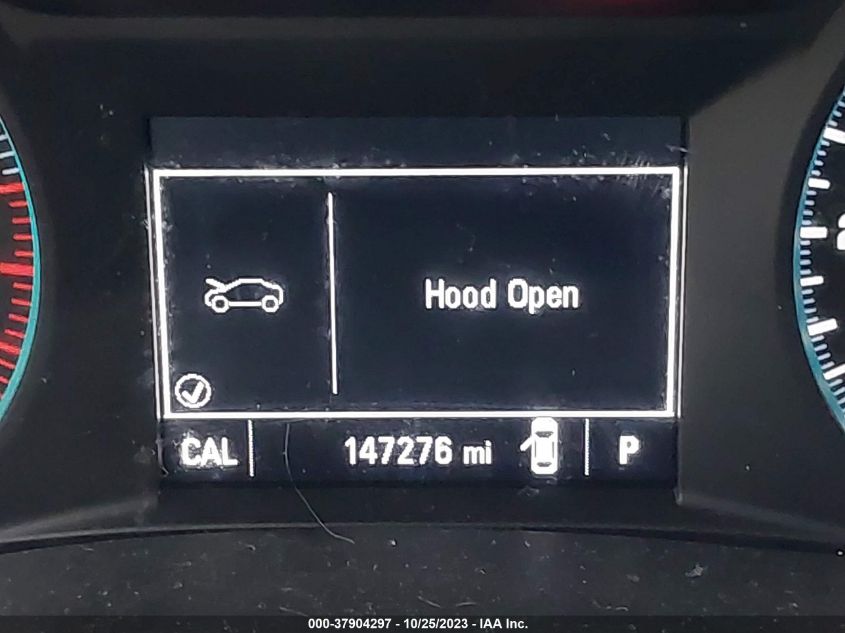 Hood Open
CAL 147276 mi P
000-37904297 - 10/25/2023 - IAA Inc.